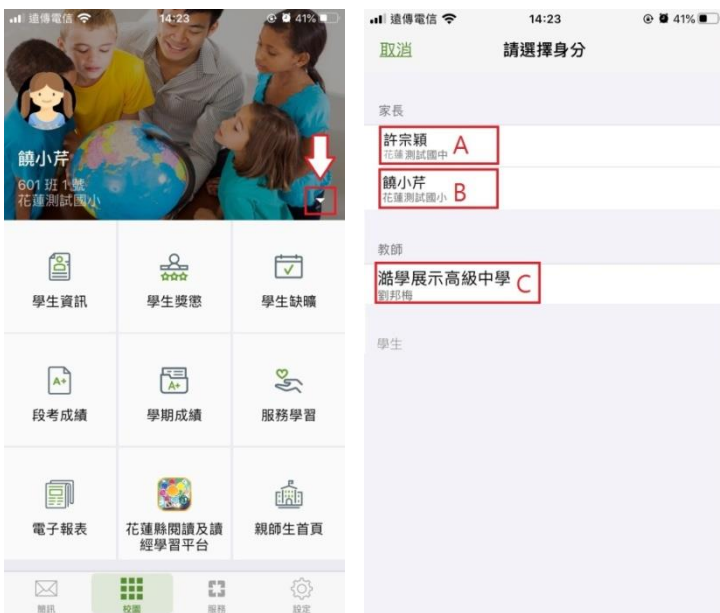 遠傳電信
14:23
41%
饒小芹
601 班 1 號
花蓮測試國小
學生資訊
學生獎懲
學生缺曠
A+
A+
段考成績
學期成績
服務學習
電子報表
花蓮縣閱讀及讀
經學習平台
親師生首頁
簡訊
校園
服務
設定
遠傳電信
14:23
41%
取消
請選擇身分
家長
許宗穎
花蓮測試國中
A
饒小芹
花蓮測試國小
B
教師
澔學展示高級中學
劉邦梅
C
學生